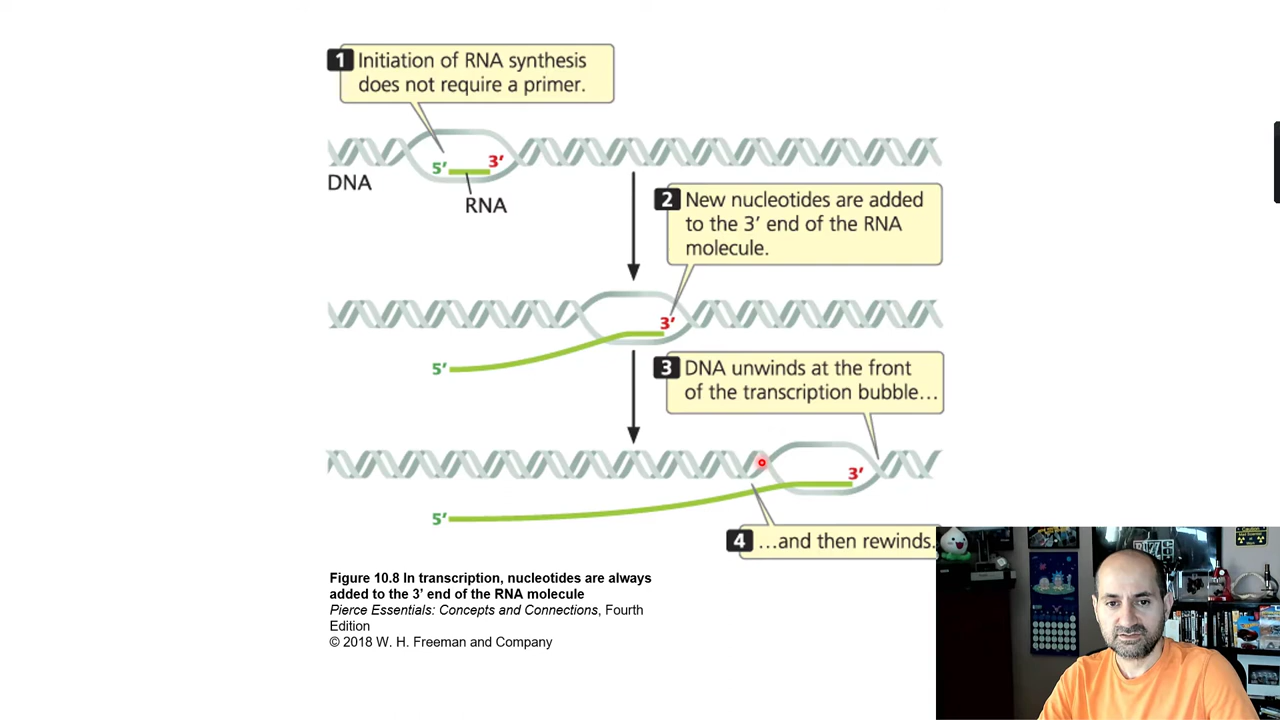 1 Initiation of RNA synthesis
does not require a primer.
5′ 3′
DNA
RNA
2 New nucleotides are added
to the 3′ end of the RNA
molecule.
3′
5′
3 DNA unwinds at the front
of the transcription bubble…
3′
5′
4 …and then rewinds.
Figure 10.8 In transcription, nucleotides are always
added to the 3’ end of the RNA molecule
Pierce Essentials: Concepts and Connections, Fourth
Edition
© 2018 W. H. Freeman and Company